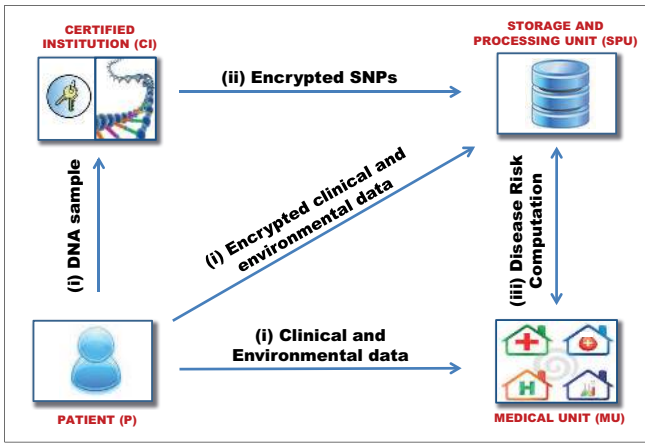 CERTIFIED
INSTITUTION (CI)
STORAGE AND
PROCESSING UNIT (SPU)
(ii) Encrypted SNPs
(i) DNA sample
(i) Encrypted clinical and
environmental data
(iii) Disease Risk
Computation
(i) Clinical and
Environmental data
H
PATIENT (P)
MEDICAL UNIT (MU)